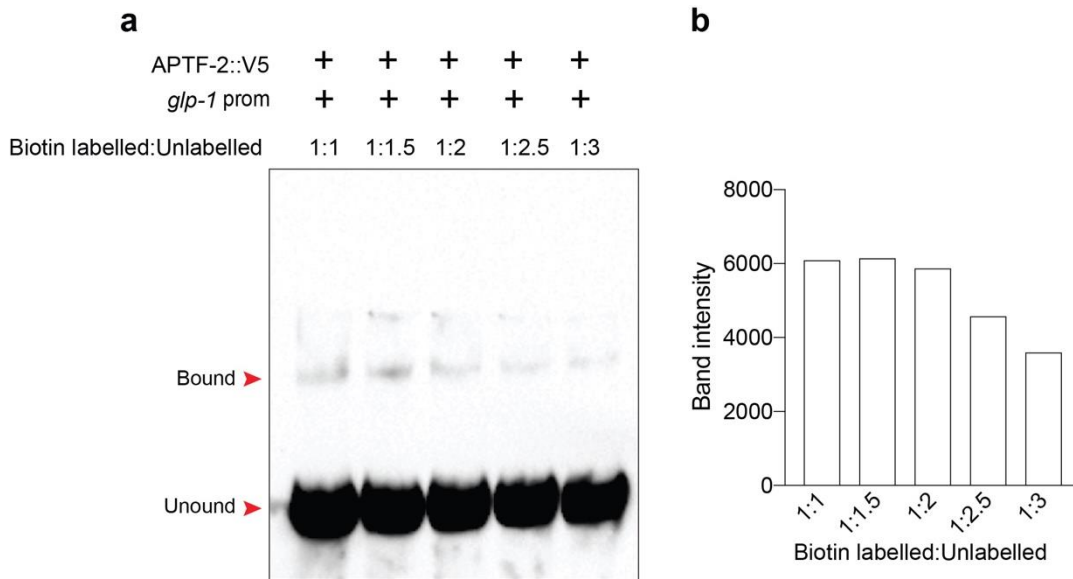 a
APTF-2::V5 + + + + +
glp-1 prom + + + + +
Biotin labelled:Unlabelled 1:1 1:1.5 1:2 1:2.5 1:3
Bound
Unound
b
8000
6000
4000
2000
0
Band intensity
1:1 1:1.5 1:2 1:2.5 1:3
Biotin labelled:Unlabelled